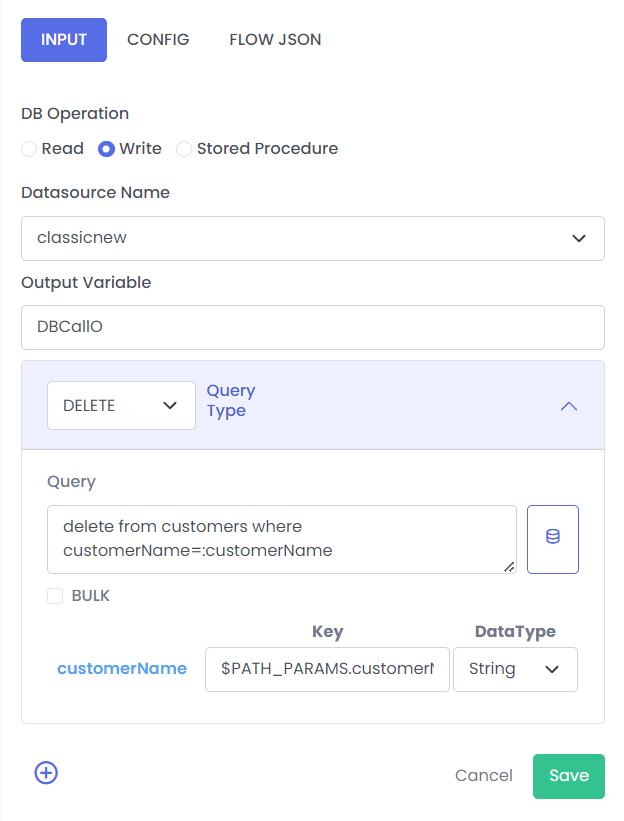 INPUT CONFIG FLOW JSON
DB Operation
Read Write Stored Procedure
Datasource Name
classicnew
Output Variable
DBCallO
DELETE
Query
Type
Query
delete from customers where
customerName=:customerName
BULK
Key DataType
customerName $PATH_PARAMS.customerN String
Cancel Save